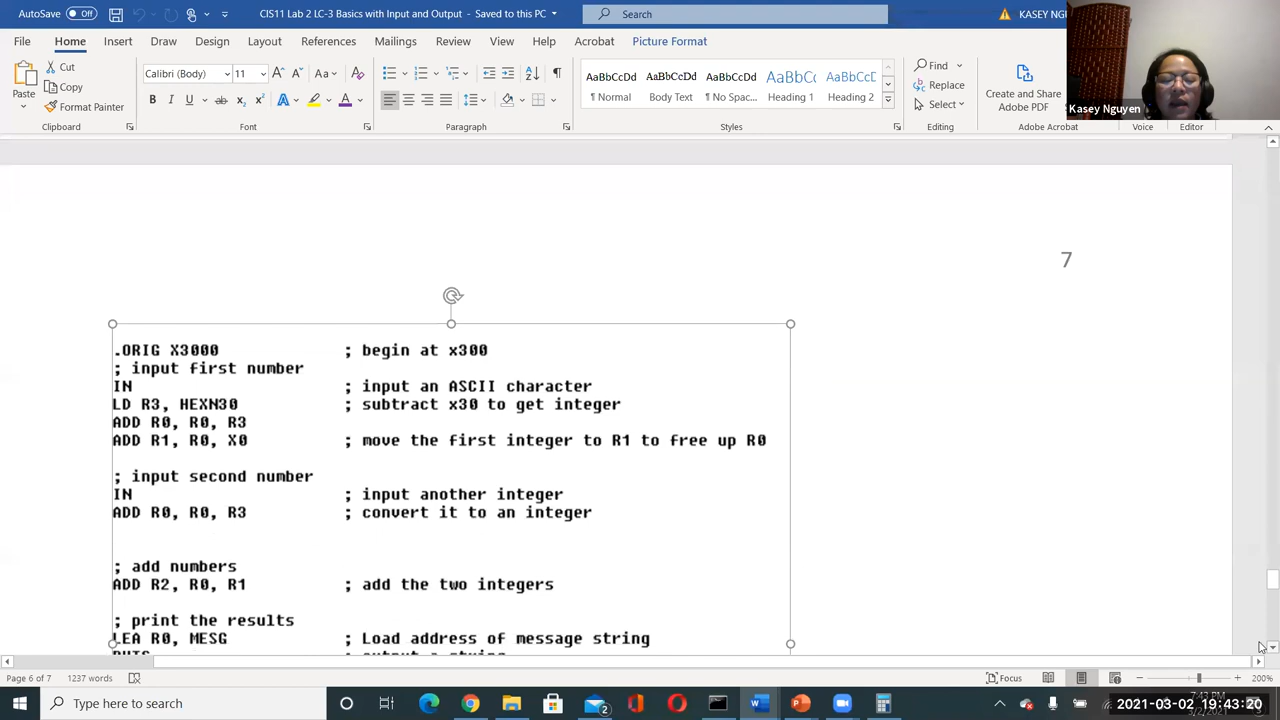 AutoSave Off
CIS11 Lab 2 LC-3 Basics with Input and Output - Saved to this PC
Search
KASEY NG
File Home Insert Draw Design Layout References Mailings Review View Help Acrobat Picture Format
Paste
Cut
Copy
Format Painter
Calibri (Body) 11
AaBbCcDd AaBbCcDd AaBbCcDd AaBbCc AaBbCcD
¶ Normal Body Text ¶ No Spac... Heading 1 Heading 2
Find
Replace
Select
Create and Share
Adobe PDF
Kasey Nguyen
Clipboard Font Paragraph Styles Editing Adobe Acrobat Voice Editor
7
.ORIG X3000 ; begin at x300
; input first number
IN ; input an ASCII character
LD R3, HEXN30 ; subtract x30 to get integer
ADD R0, R0, R3
ADD R1, R0, X0 ; move the first integer to R1 to free up R0
; input second number
IN ; input another integer
ADD R0, R0, R3 ; convert it to an integer
; add numbers
ADD R2, R0, R1 ; add the two integers
; print the results
LEA R0, MESG ; Load address of message string
Page 6 of 7 1237 words
Focus
200%
Type here to search
2
7:43 PM
2021-03-02 19:43:20